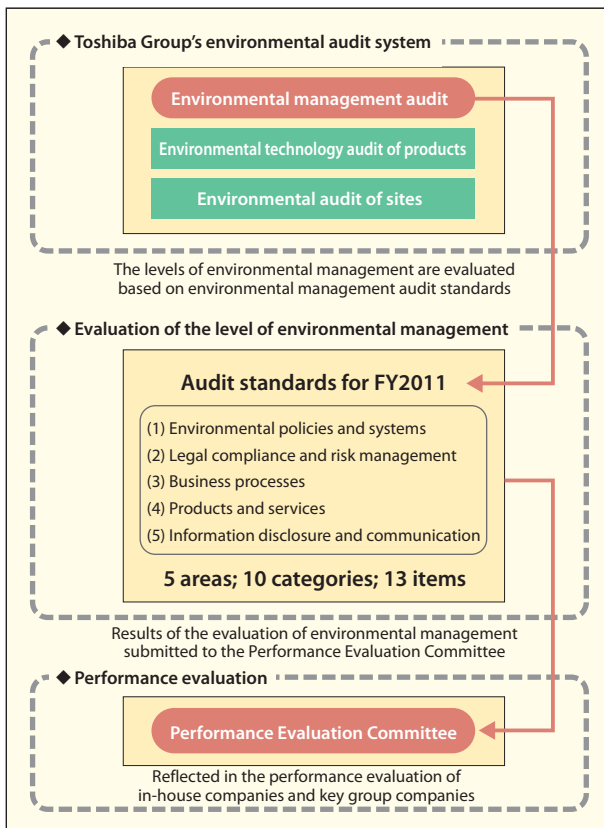 ◆ Toshiba Group's environmental audit system
Environmental management audit
Environmental technology audit of products
Environmental audit of sites
The levels of environmental management are evaluated
based on environmental management audit standards
◆ Evaluation of the level of environmental management
Audit standards for FY2011
(1) Environmental policies and systems
(2) Legal compliance and risk management
(3) Business processes
(4) Products and services
(5) Information disclosure and communication
5 areas; 10 categories; 13 items
Results of the evaluation of environmental management
submitted to the Performance Evaluation Committee
◆ Performance evaluation
Performance Evaluation Committee
Reflected in the performance evaluation of
in-house companies and key group companies